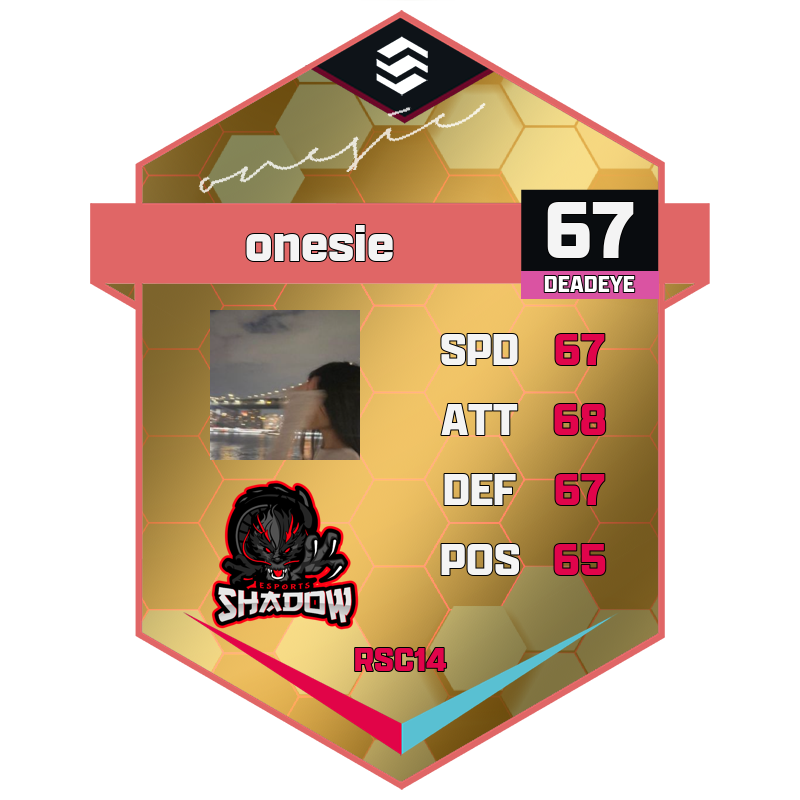 onesie
onesie
67
DEADEYE
SPD 67
ATT 68
DEF 67
POS 65
ESPORTS
SHADOW
RSC14